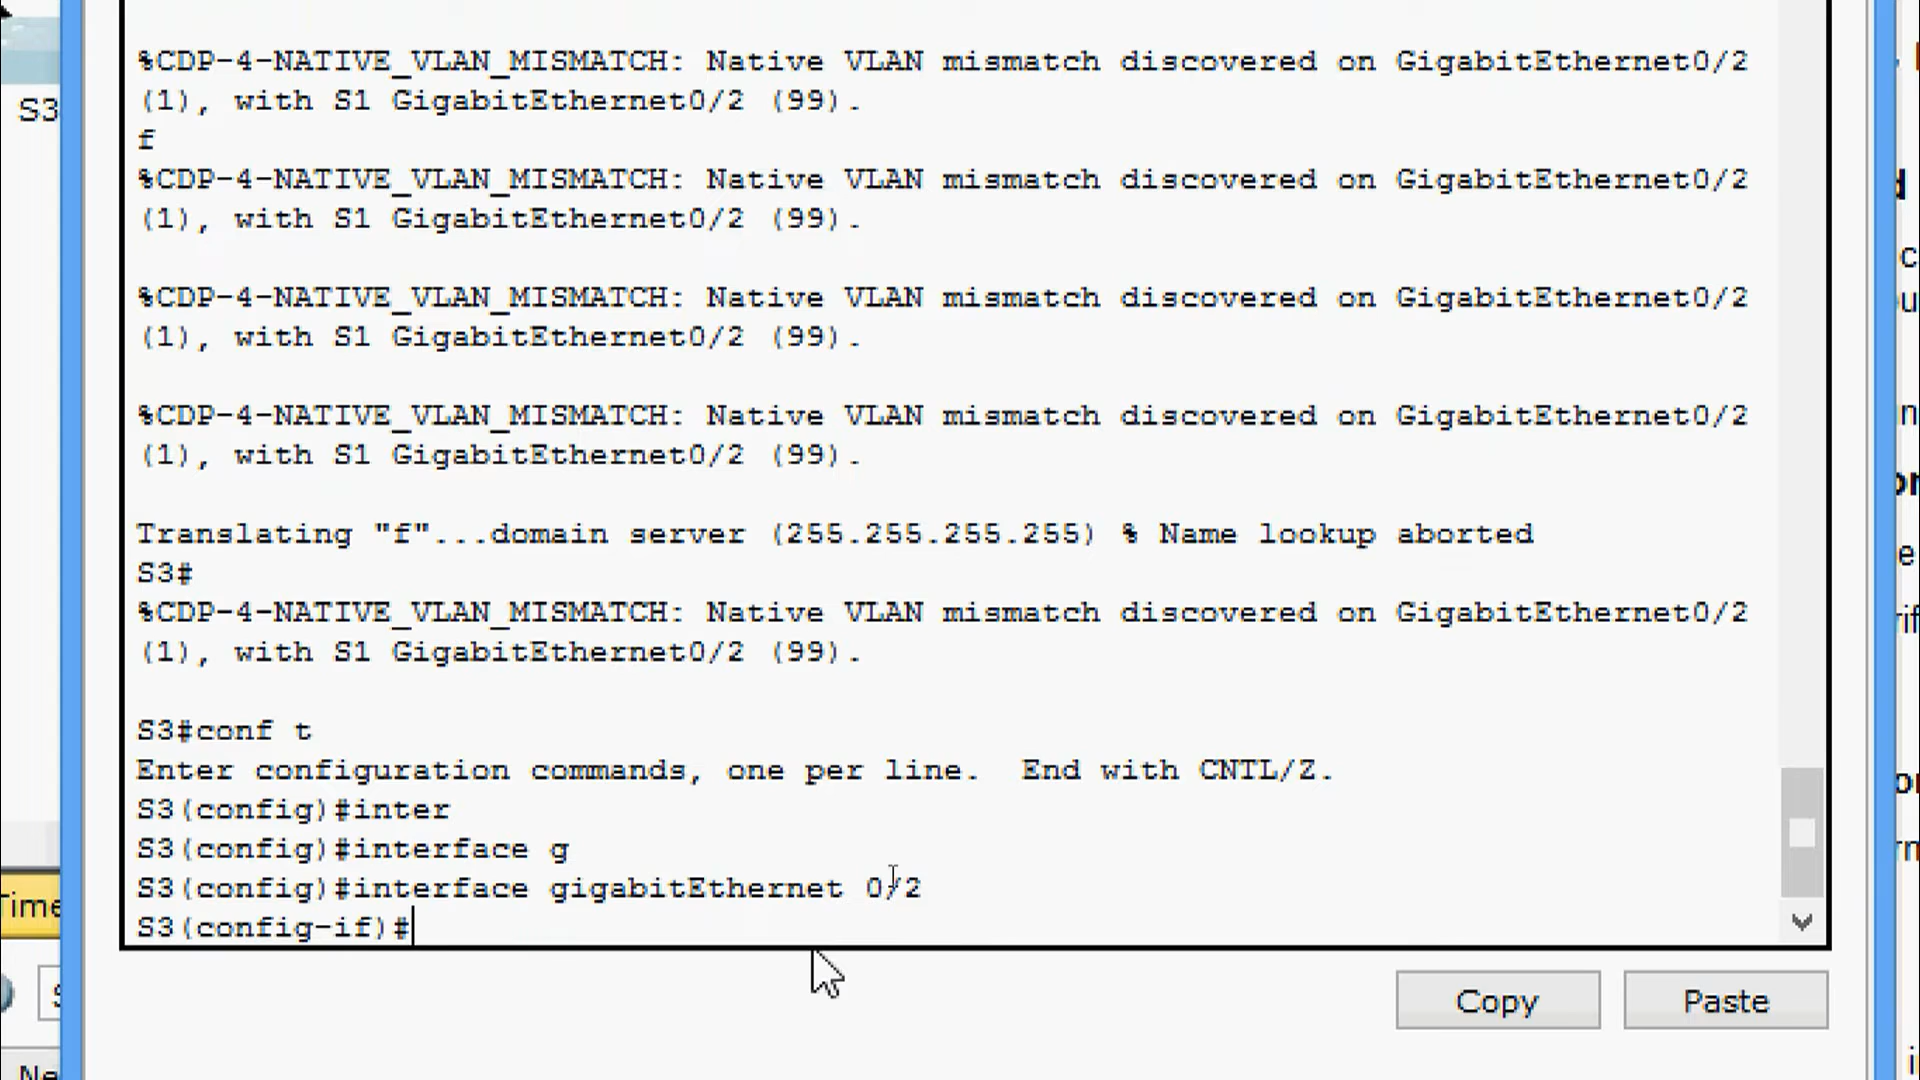 %CDP-4-NATIVE_VLAN_MISMATCH: Native VLAN mismatch discovered on GigabitEthernet0/2
(1), with S1 GigabitEthernet0/2 (99).
f
%CDP-4-NATIVE_VLAN_MISMATCH: Native VLAN mismatch discovered on GigabitEthernet0/2
(1), with S1 GigabitEthernet0/2 (99).
%CDP-4-NATIVE_VLAN_MISMATCH: Native VLAN mismatch discovered on GigabitEthernet0/2
(1), with S1 GigabitEthernet0/2 (99).
%CDP-4-NATIVE_VLAN_MISMATCH: Native VLAN mismatch discovered on GigabitEthernet0/2
(1), with S1 GigabitEthernet0/2 (99).
Translating "f"...domain server (255.255.255.255) % Name lookup aborted
S3#
%CDP-4-NATIVE_VLAN_MISMATCH: Native VLAN mismatch discovered on GigabitEthernet0/2
(1), with S1 GigabitEthernet0/2 (99).
S3#conf t
Enter configuration commands, one per line.  End with CNTL/Z.
S3(config)#inter
S3(config)#interface g
S3(config)#interface gigabitEthernet 0/2
S3(config-if)#
Copy
Paste
S3
Time
Ne